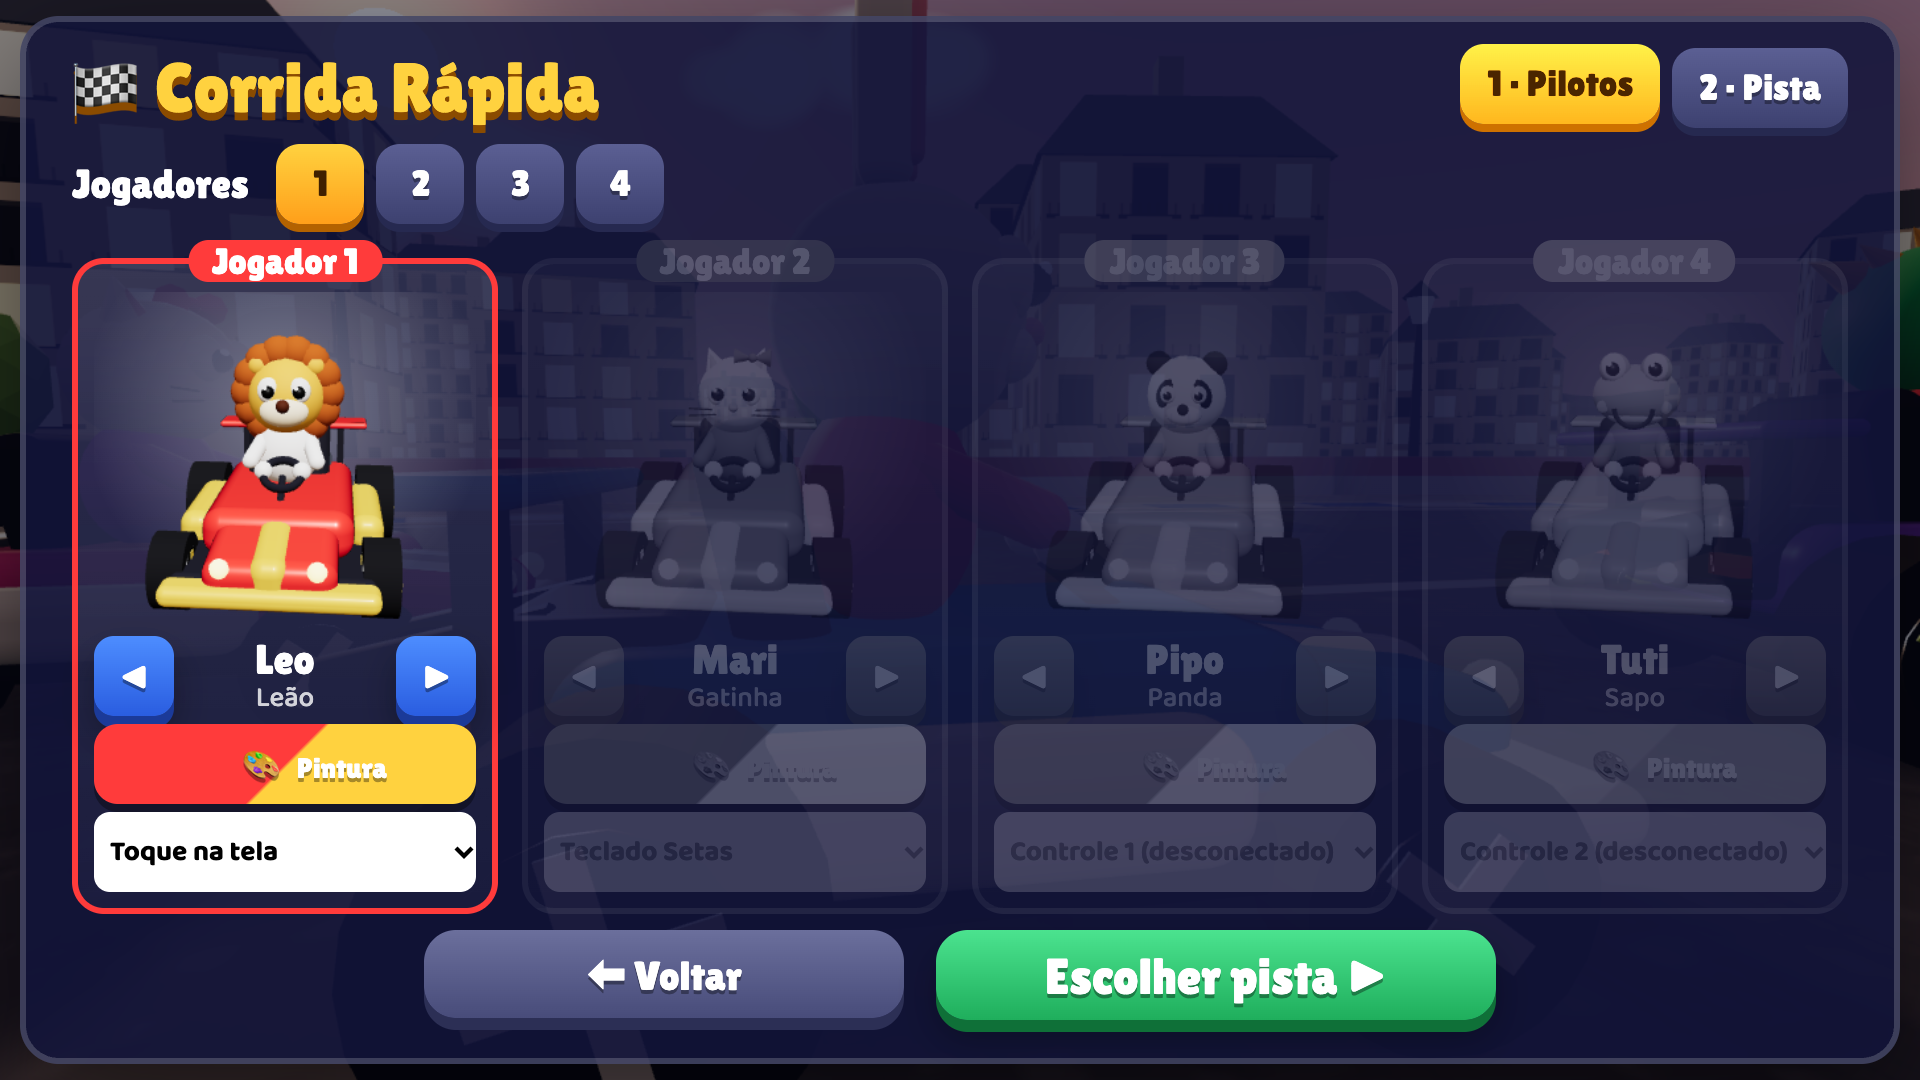 Corrida Rápida
1 · Pilotos
2 · Pista
Jogadores 1 2 3 4
Jogador 1
Jogador 2
Jogador 3
Jogador 4
Leo
Leão
Mari
Gatinha
Pipo
Panda
Tuti
Sapo
Pintura
Pintura
Pintura
Pintura
Toque na tela
Teclado Setas
Controle 1 (desconectado)
Controle 2 (desconectado)
Voltar
Escolher pista